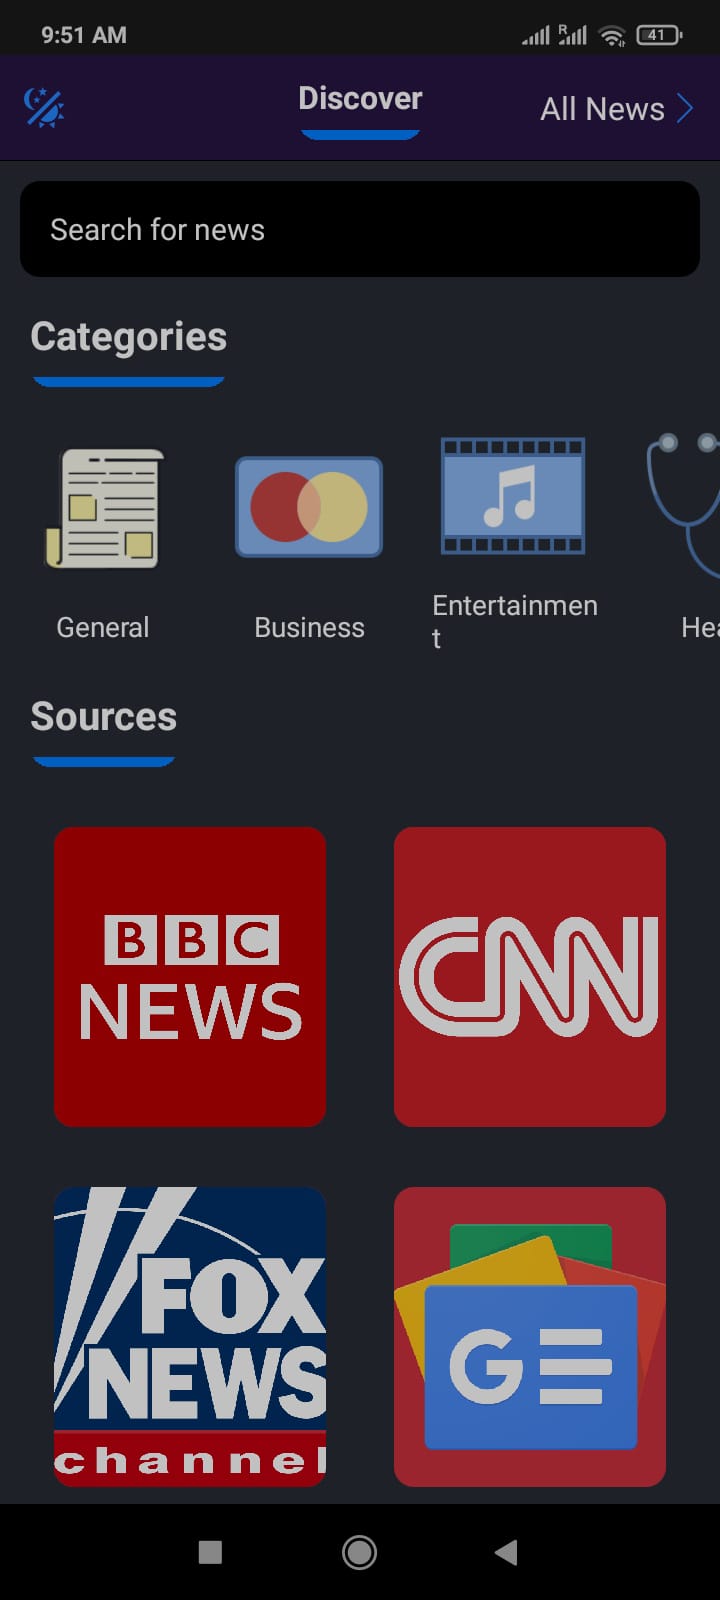 9:51 AM
R
41
Discover
All News
Search for news
Categories
General
Business
Entertainmen
t
Hea
Sources
BBC
NEWS
CNN
FOX
NEWS
channel
G